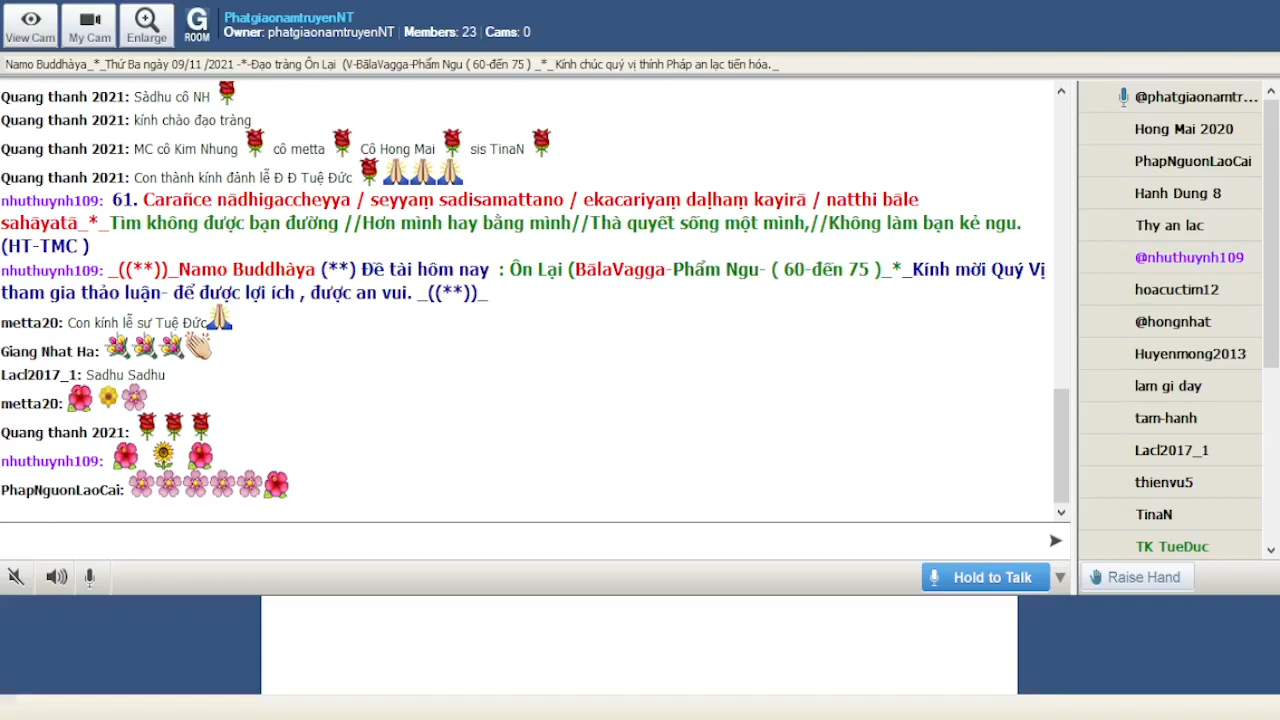 View Cam
My Cam
Enlarge
G
ROOM
PhatgiaonamtruyenNT
Owner: phatgiaonamtruyenNT | Members: 23 | Cams: 0
Namo Buddhàya_*_Thứ Ba ngày 09/11 /2021 -*-Đạo tràng Ôn Lại (V-BālaVagga-Phẩm Ngu ( 60-đến 75 ) _*_ Kính chúc quý vị thính Pháp an lạc tiến hóa._
Quang thanh 2021: Sàdhu cô NH
Quang thanh 2021: kính chào đạo tràng
Quang thanh 2021: MC cô Kim Nhung cô metta Cô Hong Mai sis TinaN
Quang thanh 2021: Con thành kính đảnh lễ Đ Đ Tuệ Đức
nhuthuynh109: 61. Carañce nādhigaccheyya / seyyaṃ sadisamattano / ekacariyaṃ daḷhaṃ kayirā / natthi bāle
sahāyatā_*_Tìm không được bạn đường //Hơn mình hay bằng mình//Thà quyết sống một mình,//Không làm bạn kẻ ngu.
(HT-TMC )
nhuthuynh109: _((**))_Namo Buddhàya (**) Đề tài hôm nay : Ôn Lại (BālaVagga-Phẩm Ngu- ( 60-đến 75 )_*_Kính mời Quý Vị
tham gia thảo luận- để được lợi ích , được an vui. _((**))_
metta20: Con kính lễ sư Tuệ Đức
Giang Nhat Ha:
Lacl2017_1: Sadhu Sadhu
metta20:
Quang thanh 2021:
nhuthuynh109:
PhapNguonLaoCai:
Hold to Talk
@phatgiaonamtr...
Hong Mai 2020
PhapNguonLaoCai
Hanh Dung 8
Thy an lac
@nhuthuynh109
hoacuctim12
@hongnhat
Huyenmong2013
lam gi day
tam-hanh
Lacl2017_1
thienvu5
TinaN
TK TueDuc
Raise Hand